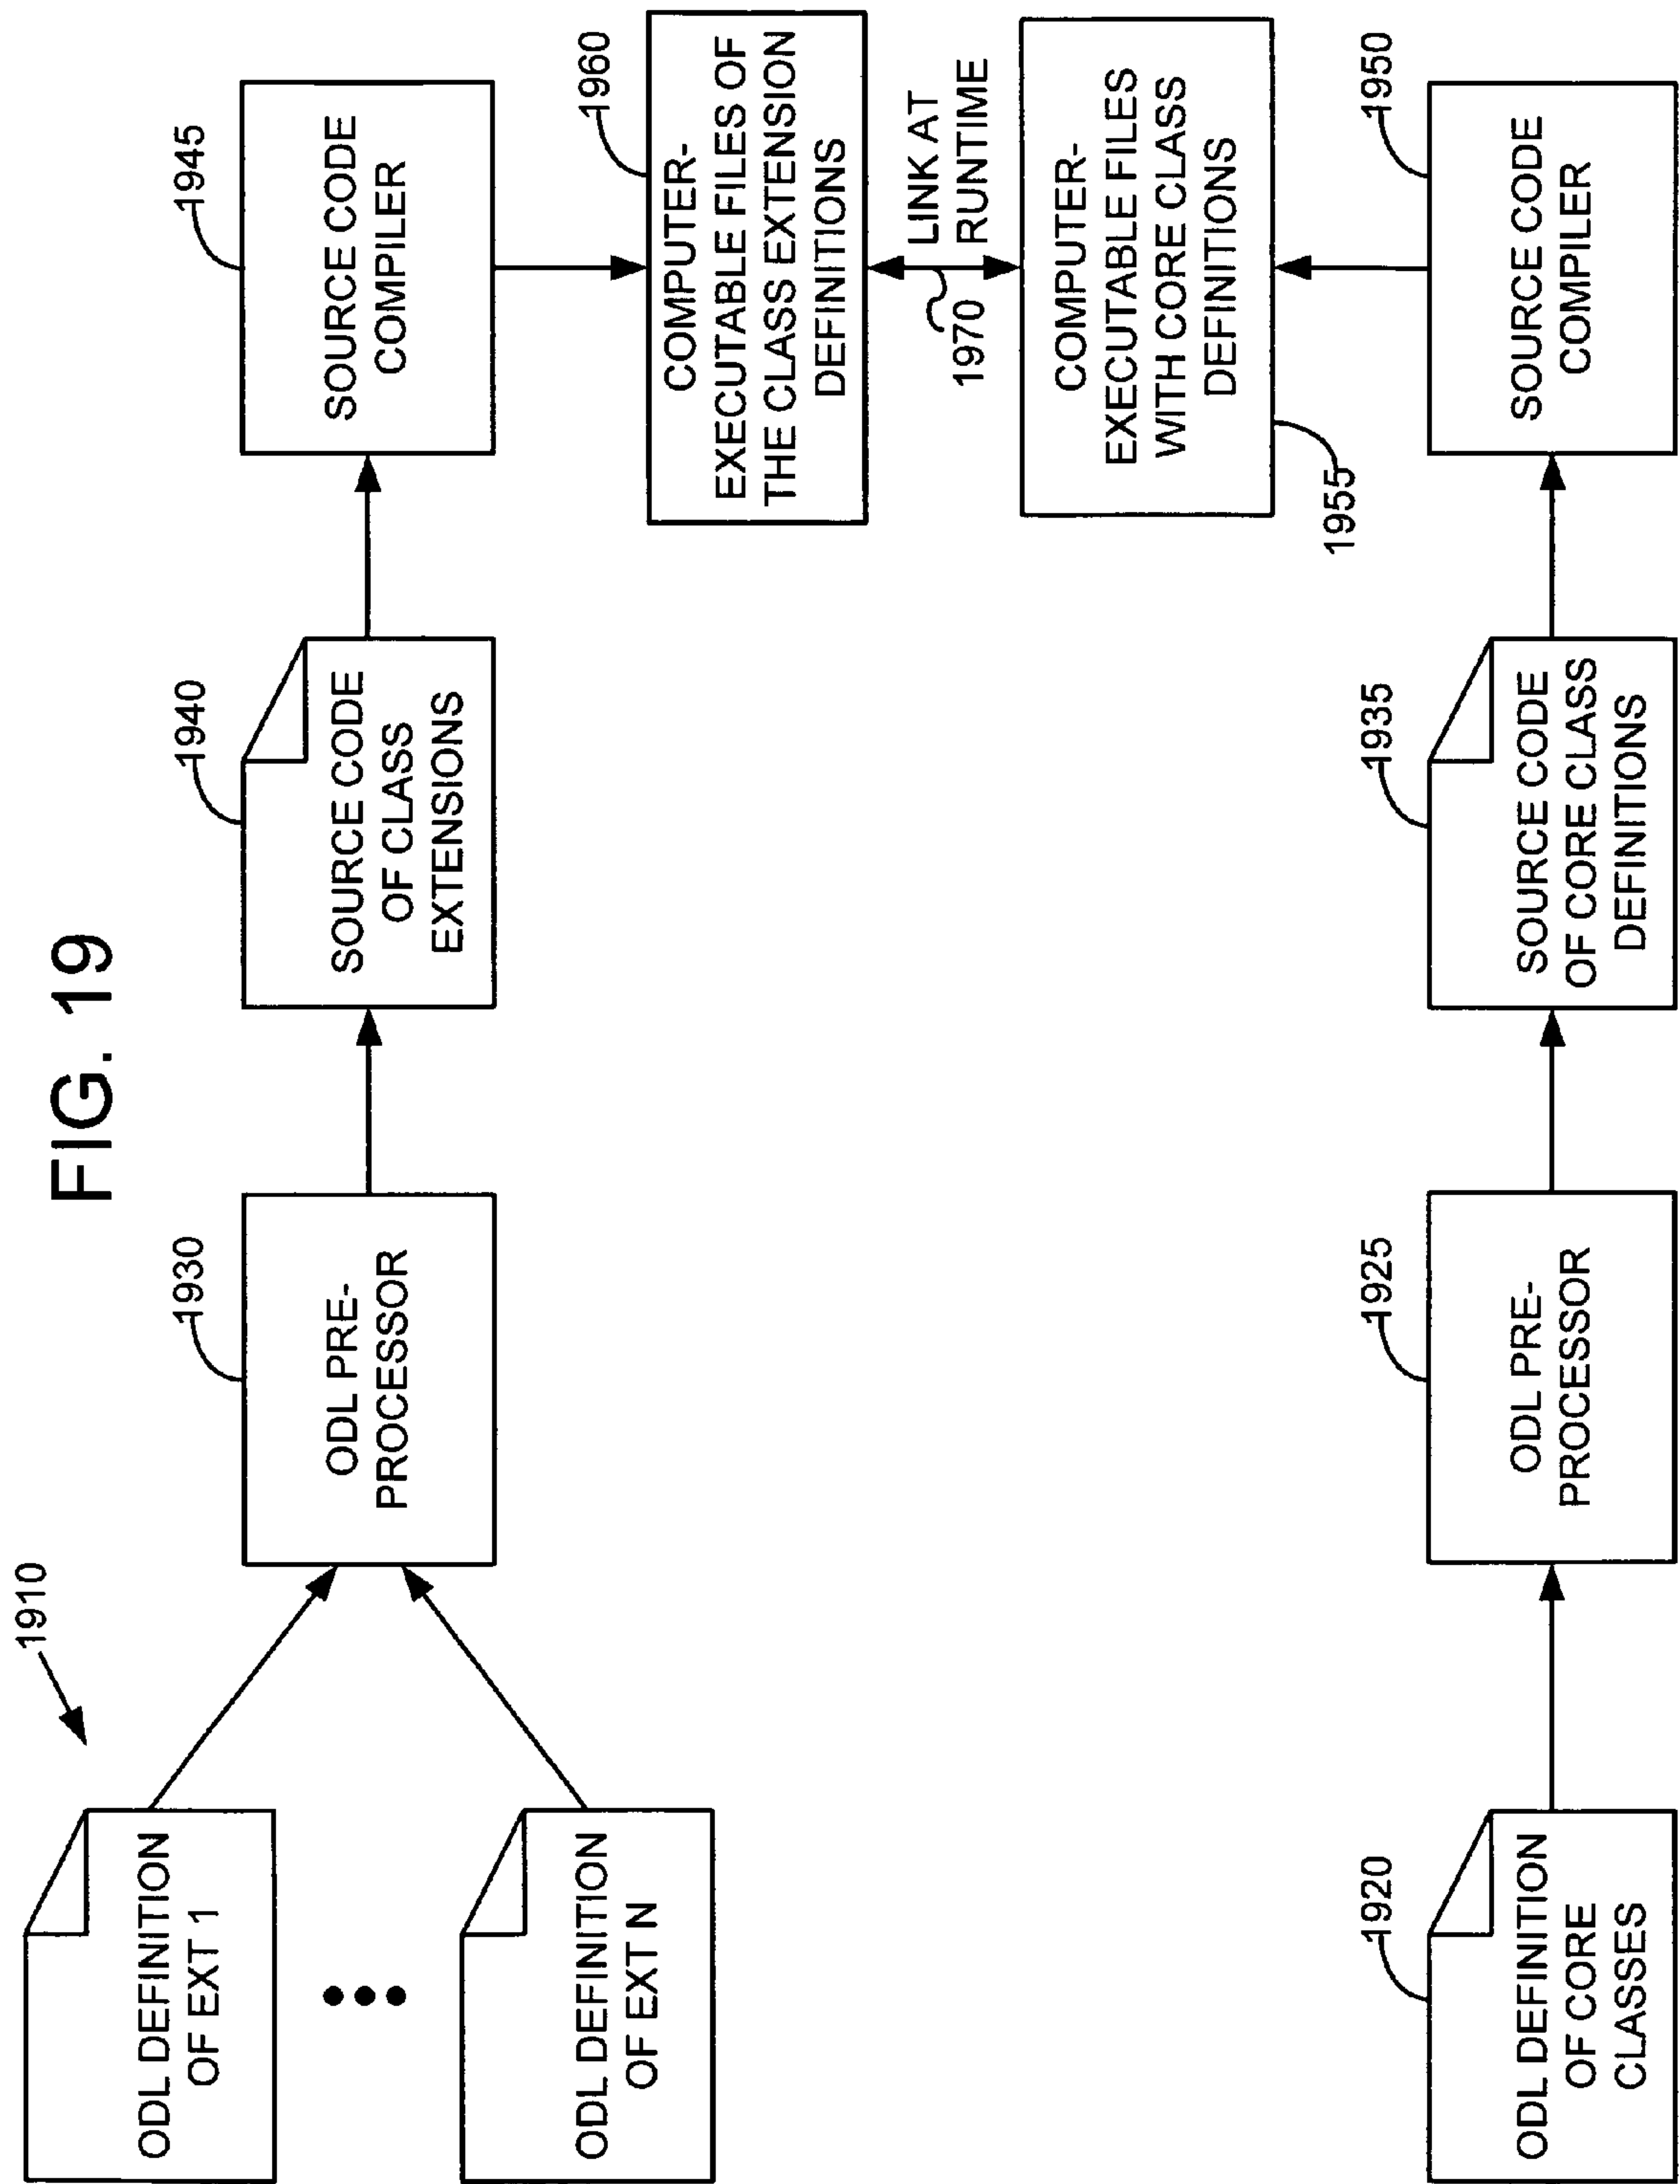 FIG. 19
1910
ODL DEFINITION
OF EXT 1
ODL DEFINITION
OF EXT N
1930
ODL PRE-
PROCESSOR
1940
SOURCE CODE
OF CLASS
EXTENSIONS
1945
SOURCE CODE
COMPILER
1960
COMPUTER-
EXECUTABLE FILES OF
THE CLASS EXTENSION
DEFINITIONS
LINK AT
RUNTIME
1970
COMPUTER-
EXECUTABLE FILES
WITH CORE CLASS
DEFINITIONS
1955
1920
ODL DEFINITION
OF CORE
CLASSES
1925
ODL PRE-
PROCESSOR
1935
SOURCE CODE
OF CORE CLASS
DEFINITIONS
1950
SOURCE CODE
COMPILER